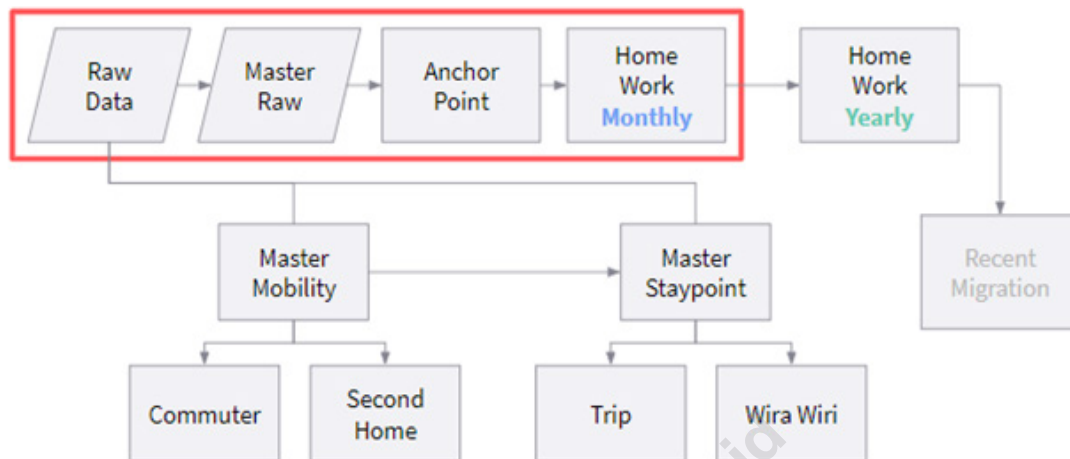 Raw
Data
Master
Raw
Anchor
Point
Home
Work
Monthly
Home
Work
Yearly
Master
Mobility
Master
Staypoint
Recent
Migration
Commuter
Second
Home
Trip
Wira Wiri
id